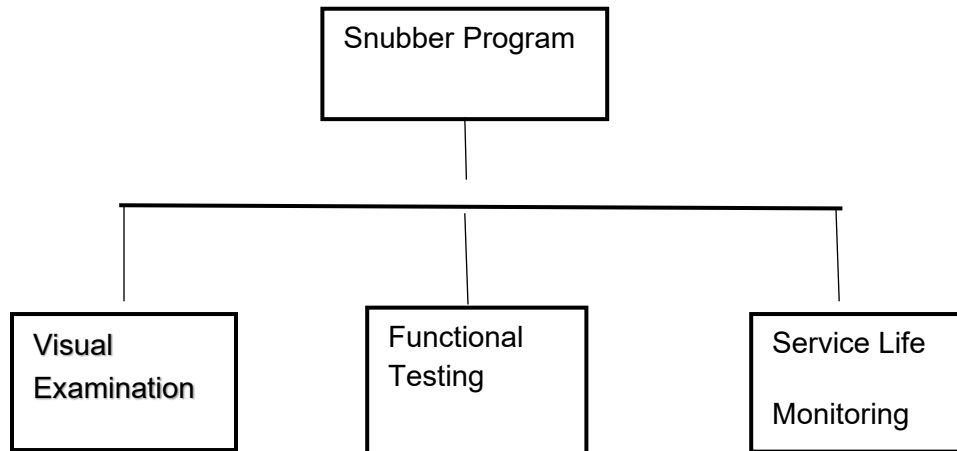 Snubber Program
Visual
Examination
Functional
Testing
Service Life
Monitoring